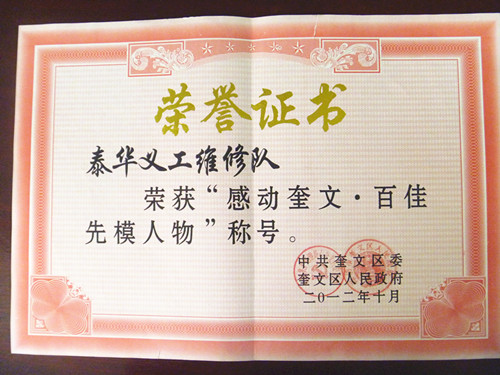 荣誉证书
泰华义工维修队
荣获“感动奎文·百佳
先模人物”称号。
中共奎文区委
奎文区人民政府
二〇一二年十月